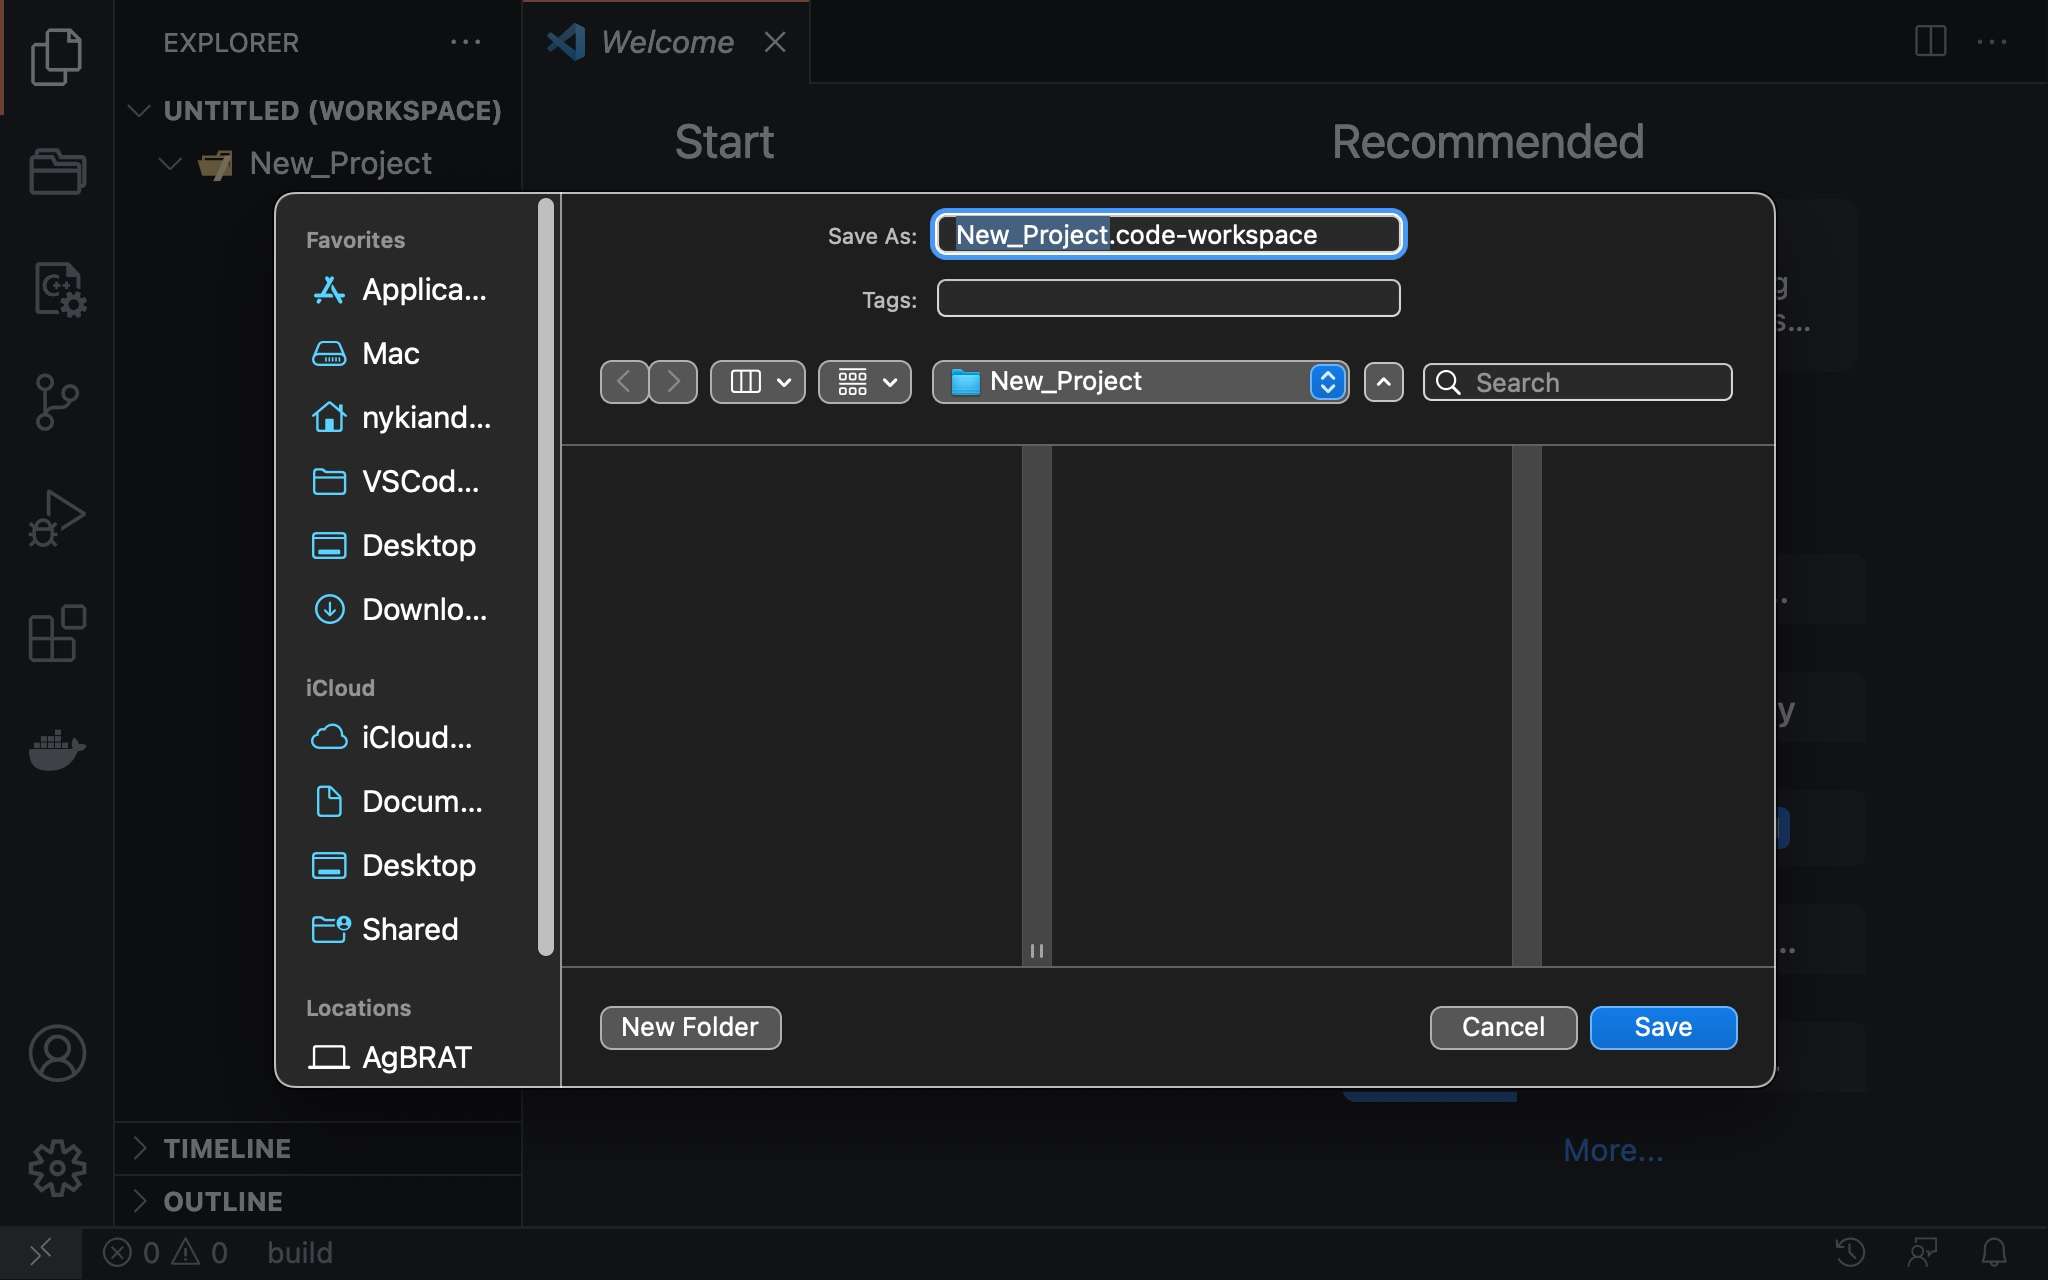 EXPLORER
Welcome
UNTITLED (WORKSPACE)
New_Project
Start
Recommended
Favorites
Applica...
Mac
nykiand...
VSCod...
Desktop
Downlo...
iCloud
iCloud...
Docum...
Desktop
Shared
Locations
AgBRAT
Save As: New_Project.code-workspace
Tags:
New_Project
Search
New Folder
Cancel
Save
g
s...
y
More...
TIMELINE
OUTLINE
0 0 build